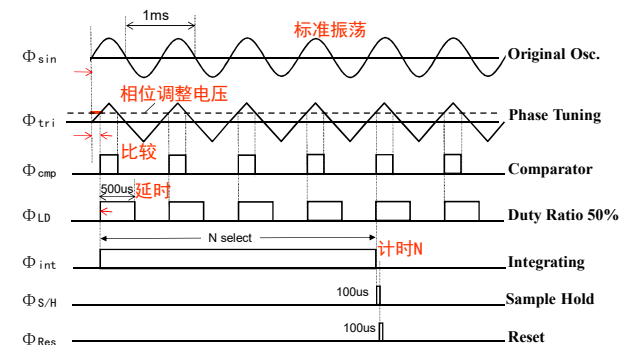 1ms
标准振荡
Φsin
Original Osc.
相位调整电压
Φtri
Phase Tuning
比较
Φcmp
Comparator
500us
延时
ΦLD
Duty Ratio 50%
N select
计时N
Φint
Integrating
100us
ΦS/H
Sample Hold
100us
ΦRes
Reset